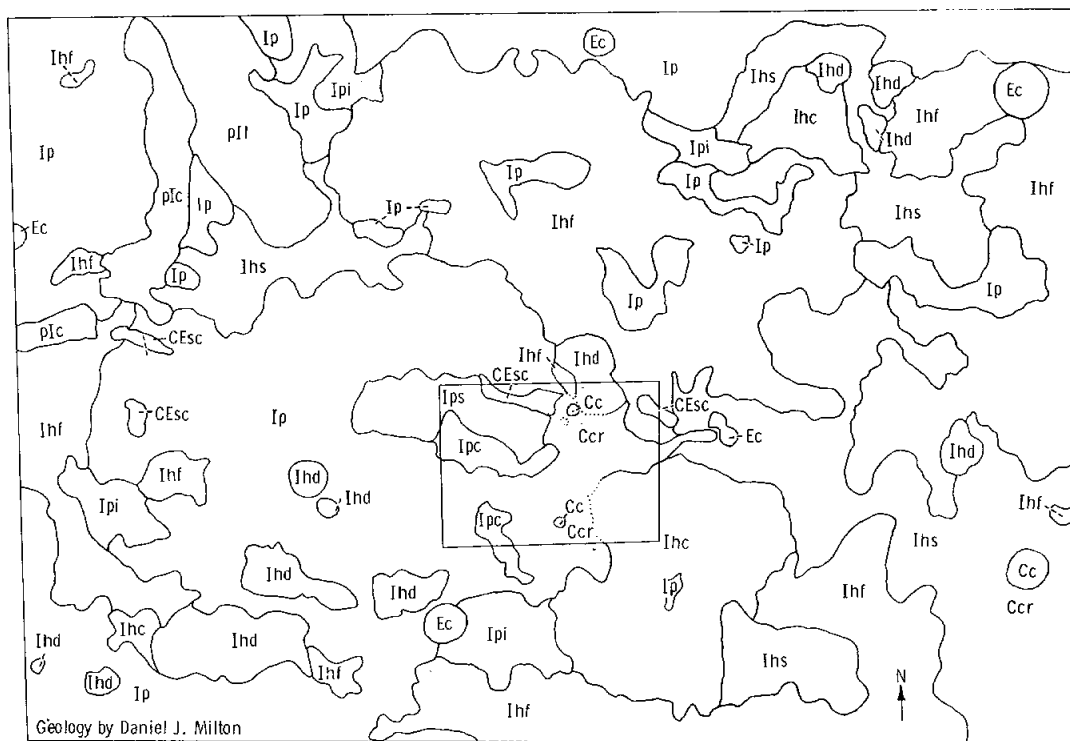 Ip Ec
Ihf Ip Ihs Ihd Ihd
Ipi Ec
Ip Ihc Ihf
pIt Ihd
Ip Ipi
Ip Ip
pIc Ip Ihf Ihf
Ip Ihs
Ec Ip
Ihf Ihs
Ip Ip Ip
pIc CEsc
Ihf Ihd
CEsc
Ips Cc CEsc
CEsc Ip
Ihf Ccr Ec
Ipc Ihd
Ihf Ihd
Ipi Ihd Ihf
Ipc Cc
Ccr Ihc Ihs
Ihd Cc
Ihd Ip Ihf
Ccr
Ihc Ec Ipi
Ihd Ihd
Ihf Ihs
Ihd N
Ip
Ihf
Geology by Daniel J. Milton